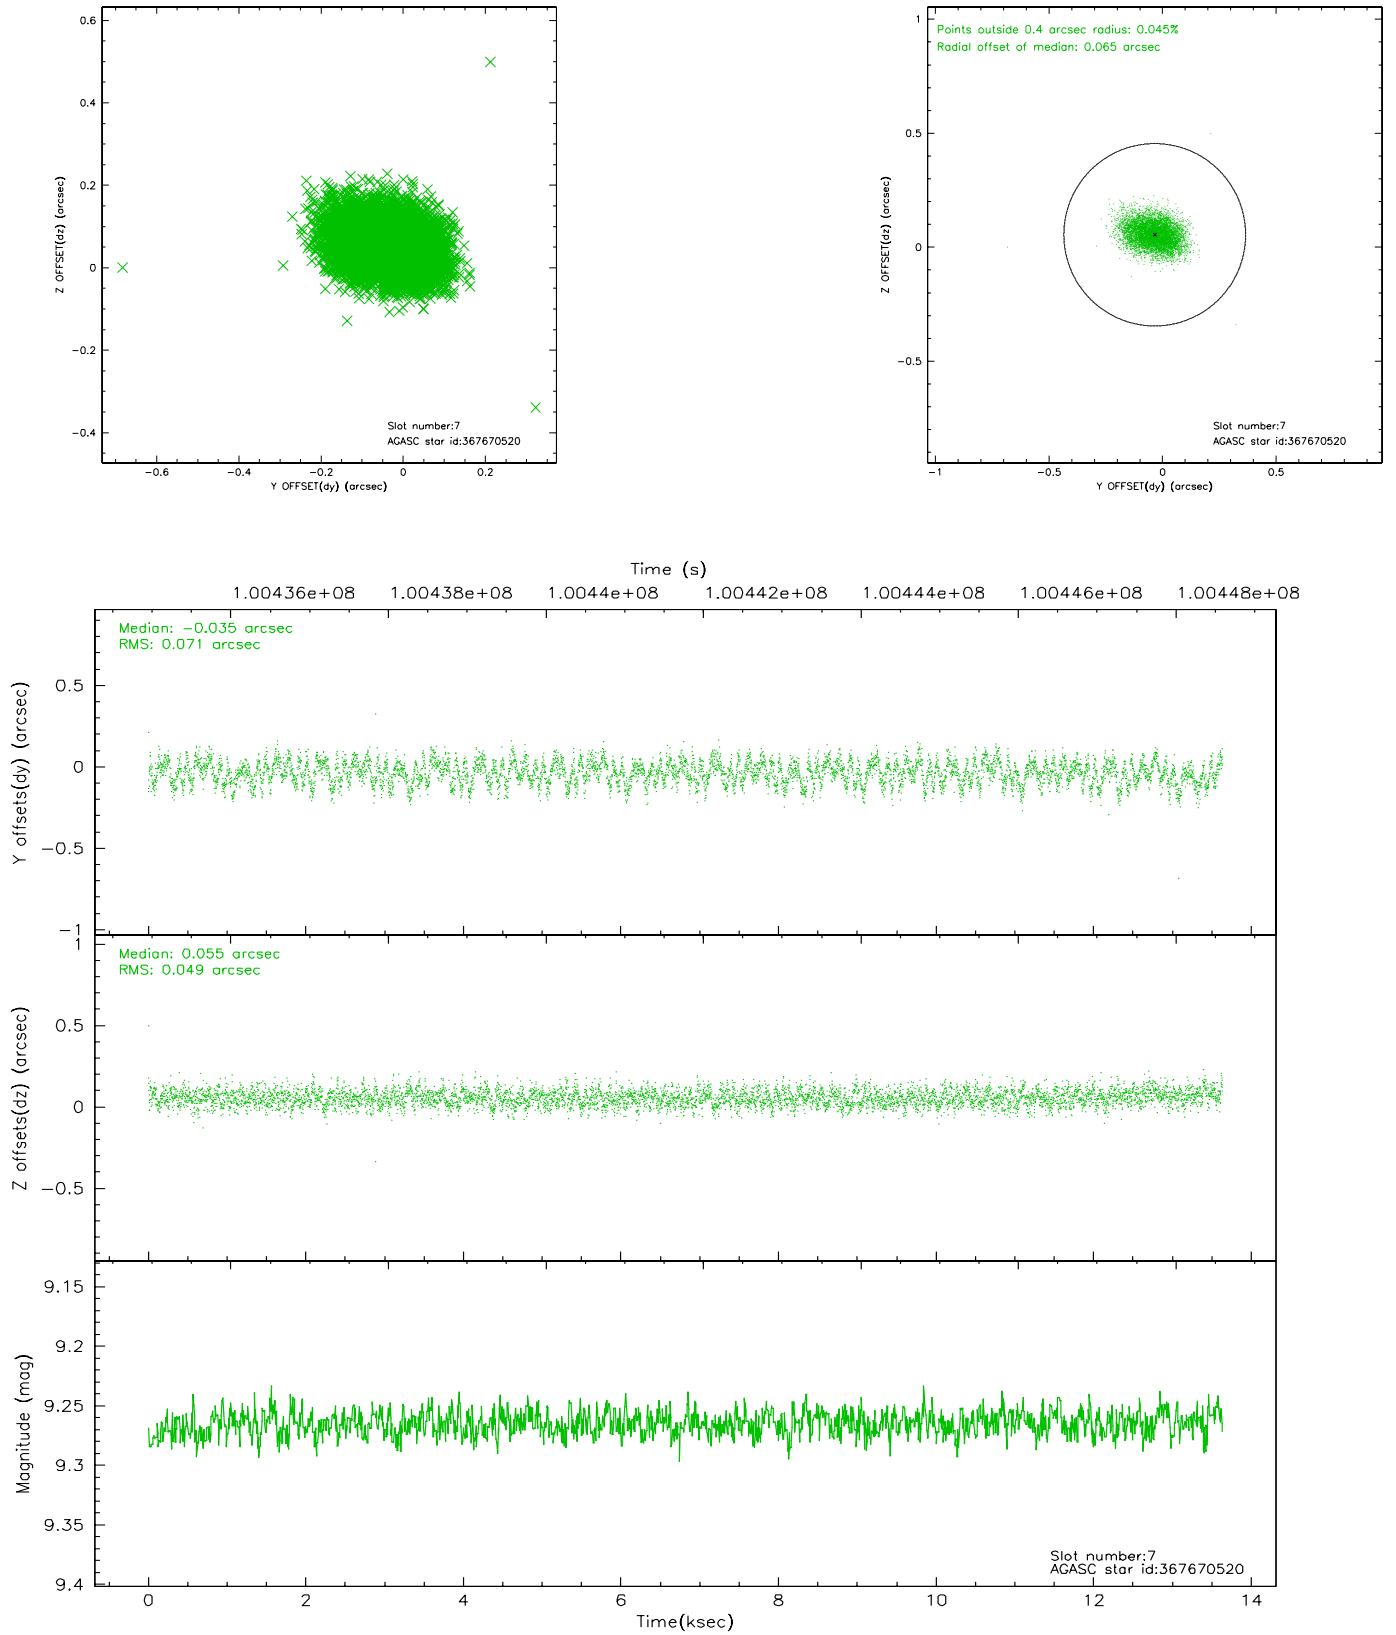 0.6
0.4
0.2
0
-0.2
-0.4
Z OFFSET(dz) (arcsec)
Slot number:7
AGASC star id:367670520
-0.6 -0.4 -0.2 0 0.2
Y OFFSET(dy) (arcsec)
Points outside 0.4 arcsec radius: 0.045%
Radial offset of median: 0.065 arcsec
1
0.5
0
-0.5
Z OFFSET(dz) (arcsec)
Slot number:7
AGASC star id:367670520
-1 -0.5 0 0.5
Y OFFSET(dy) (arcsec)
Time (s)
1.00436e+08 1.00438e+08 1.0044e+08 1.00442e+08 1.00444e+08 1.00446e+08 1.00448e+08
Median: -0.035 arcsec
RMS: 0.071 arcsec
0.5
0
-0.5
-1
Y offsets(dy) (arcsec)
Median: 0.055 arcsec
RMS: 0.049 arcsec
1
0.5
0
-0.5
Z offsets(dz) (arcsec)
9.15
9.2
9.25
9.3
9.35
9.4
Magnitude (mag)
Slot number:7
AGASC star id:367670520
0 2 4 6 8 10 12 14
Time(ksec)